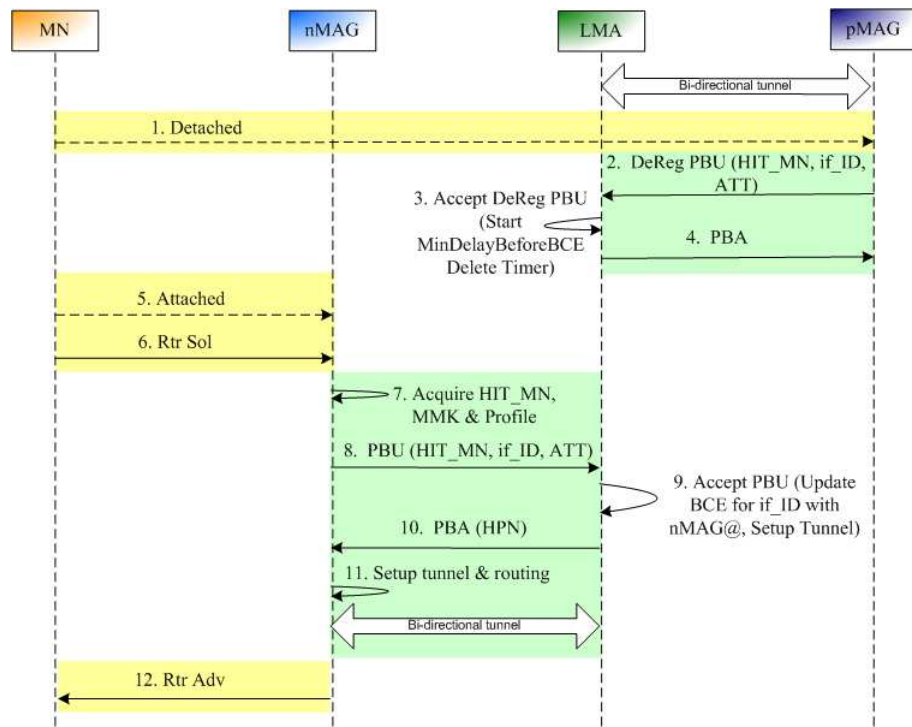 MN
nMAG
LMA
pMAG
Bi-directional tunnel
1. Detached
2. DeReg PBU (HIT_MN, if_ID,
ATT)
3. Accept DeReg PBU
(Start
MinDelayBeforeBCE
Delete Timer)
4. PBA
5. Attached
6. Rtr Sol
7. Acquire HIT_MN,
MMK & Profile
8. PBU (HIT_MN, if_ID, ATT)
9. Accept PBU (Update
BCE for if_ID with
nMAG@, Setup Tunnel)
10. PBA (HPN)
11. Setup tunnel & routing
Bi-directional tunnel
12. Rtr Adv